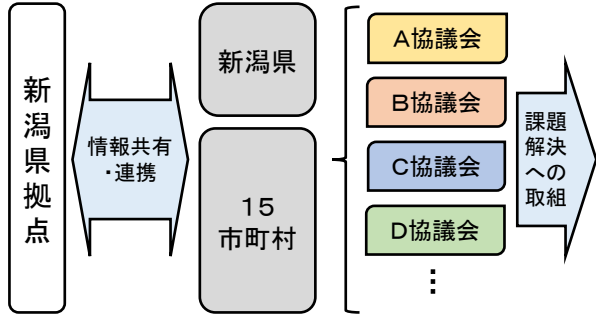 新潟県拠点
情報共有
・連携
新潟県
１５
市町村
Ａ協議会
Ｂ協議会
Ｃ協議会
Ｄ協議会
⋮
課題
解決
への
取組